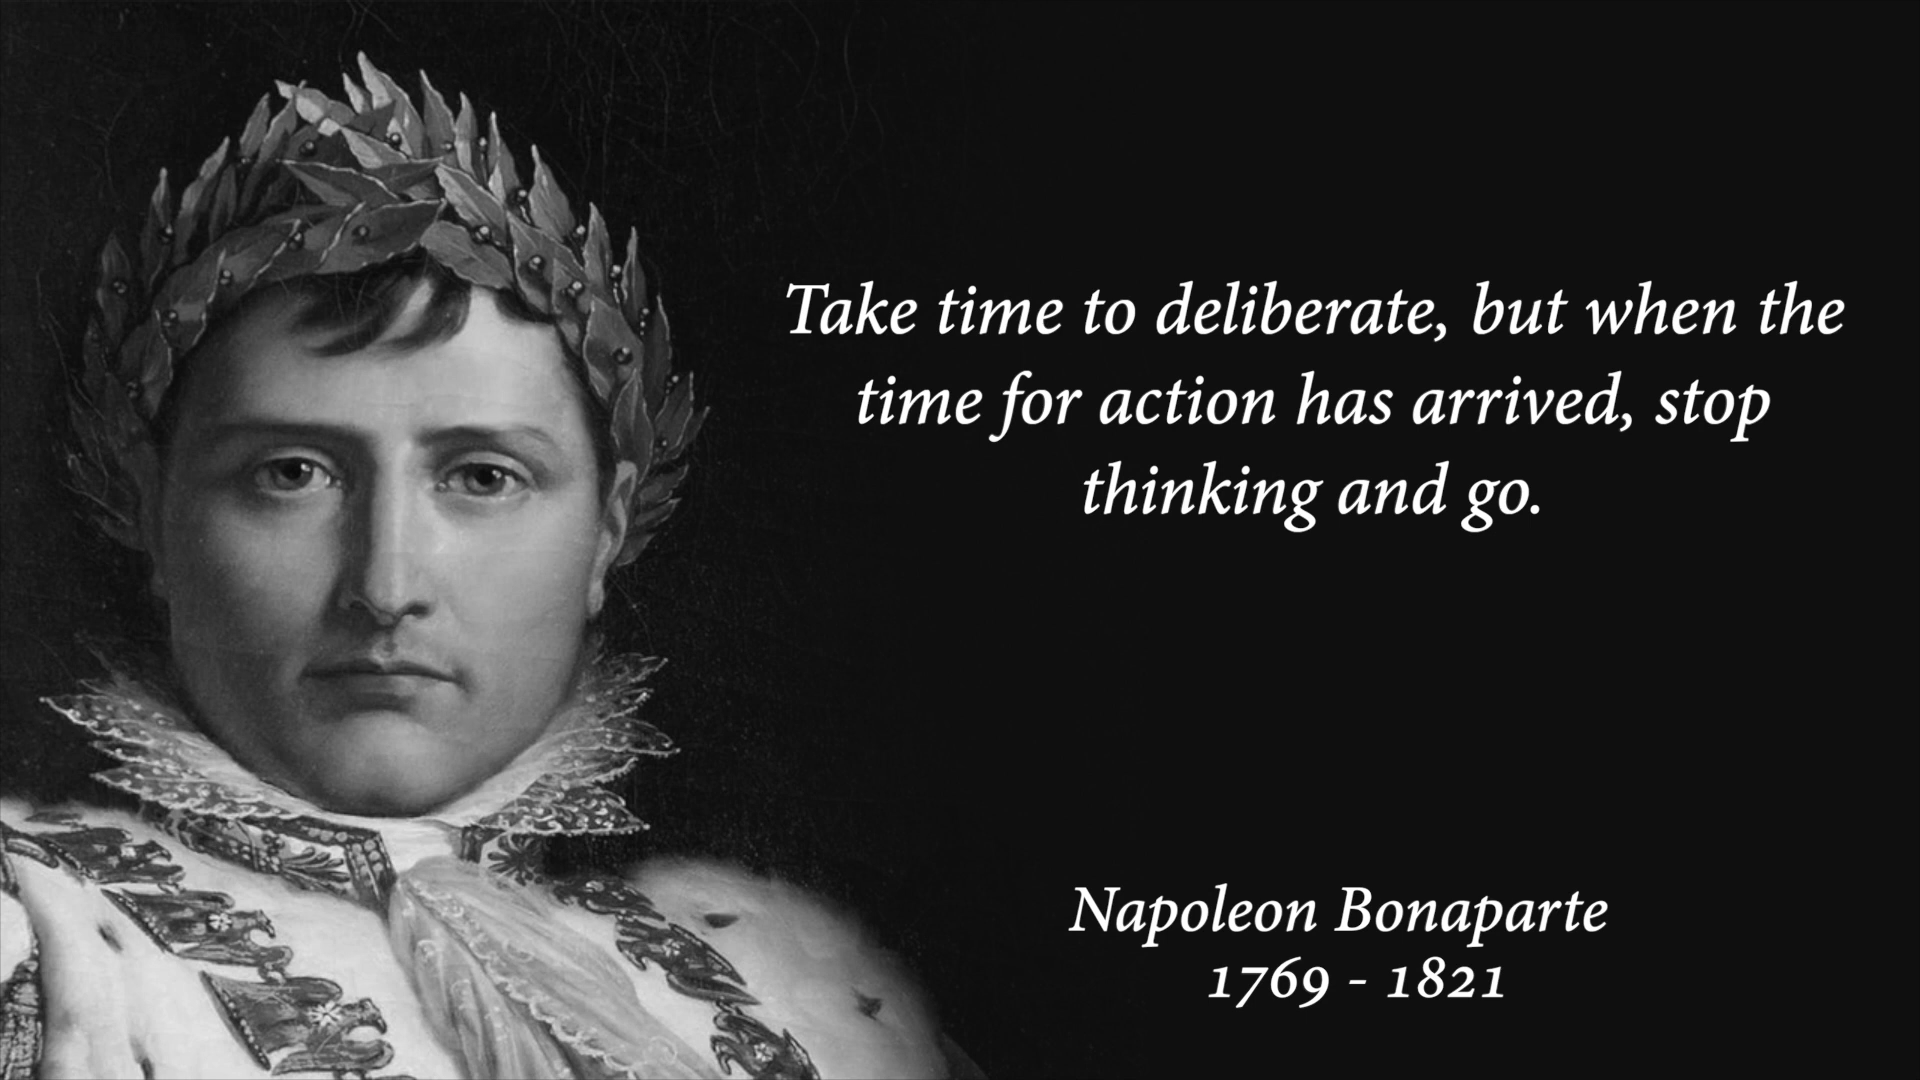 Take time to deliberate, but when the
time for action has arrived, stop
thinking and go.
Napoleon Bonaparte
1769 - 1821